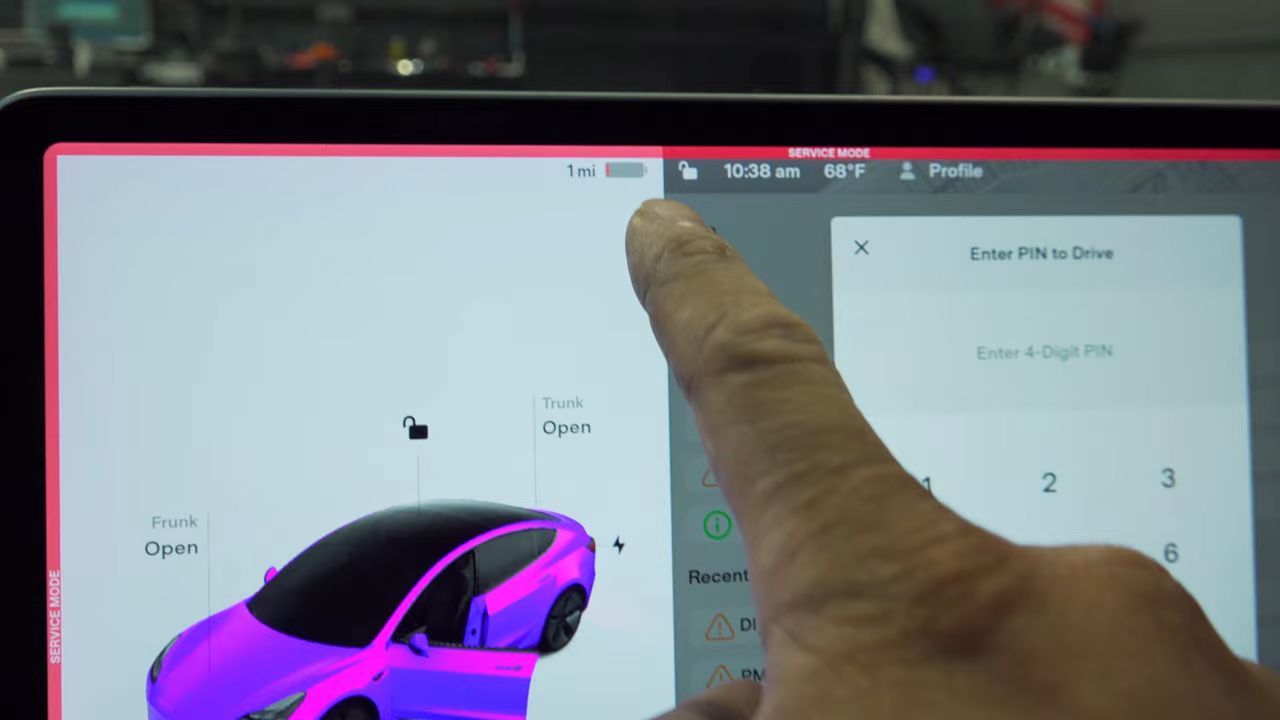 SERVICE MODE
1 mi
10:38 am 68°F Profile
Enter PIN to Drive
Enter 4-Digit PIN
Trunk
Open
1 2 3
Frunk
Open
6
Recent
SERVICE MODE